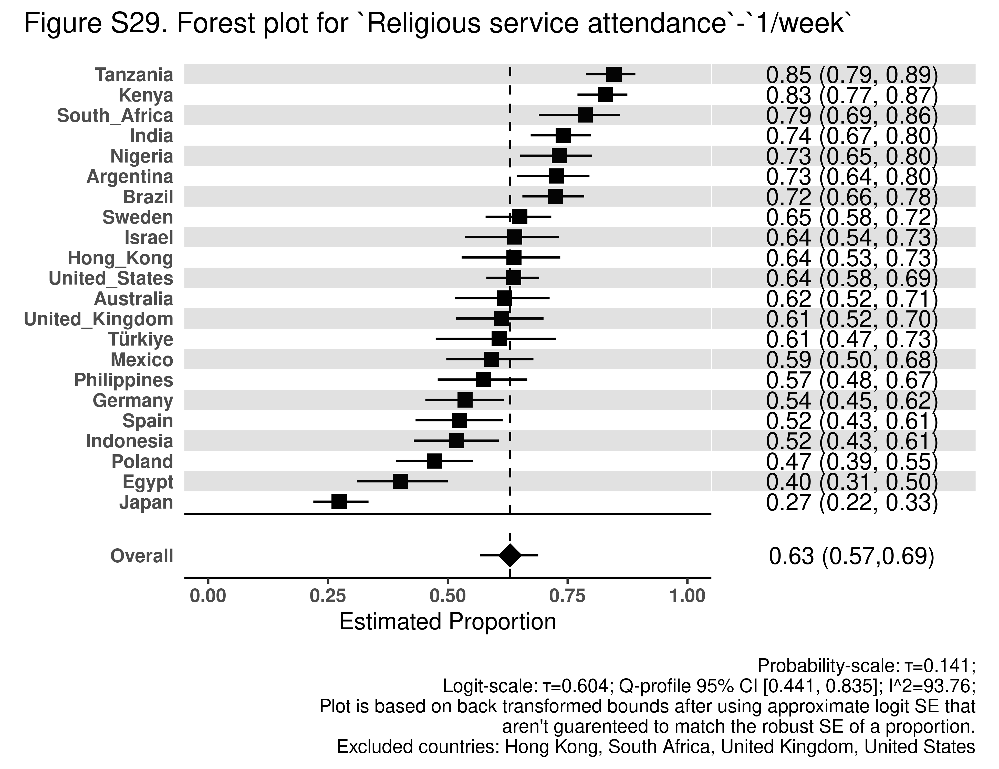 Figure S29. Forest plot for `Religious service attendance`-`1/week`
Tanzania 0.85 (0.79, 0.89)
Kenya 0.83 (0.77, 0.87)
South_Africa 0.79 (0.69, 0.86)
India 0.74 (0.67, 0.80)
Nigeria 0.73 (0.65, 0.80)
Argentina 0.73 (0.64, 0.80)
Brazil 0.72 (0.66, 0.78)
Sweden 0.65 (0.58, 0.72)
Israel 0.64 (0.54, 0.73)
Hong_Kong 0.64 (0.53, 0.73)
United_States 0.64 (0.58, 0.69)
Australia 0.62 (0.52, 0.71)
United_Kingdom 0.61 (0.52, 0.70)
Türkiye 0.61 (0.47, 0.73)
Mexico 0.59 (0.50, 0.68)
Philippines 0.57 (0.48, 0.67)
Germany 0.54 (0.45, 0.62)
Spain 0.52 (0.43, 0.61)
Indonesia 0.52 (0.43, 0.61)
Poland 0.47 (0.39, 0.55)
Egypt 0.40 (0.31, 0.50)
Japan 0.27 (0.22, 0.33)
Overall 0.63 (0.57,0.69)
0.00 0.25 0.50 0.75 1.00
Estimated Proportion
Probability-scale: τ=0.141;
Logit-scale: τ=0.604; Q-profile 95% CI [0.441, 0.835]; I^2=93.76;
Plot is based on back transformed bounds after using approximate logit SE that
aren't guarenteed to match the robust SE of a proportion.
Excluded countries: Hong Kong, South Africa, United Kingdom, United States